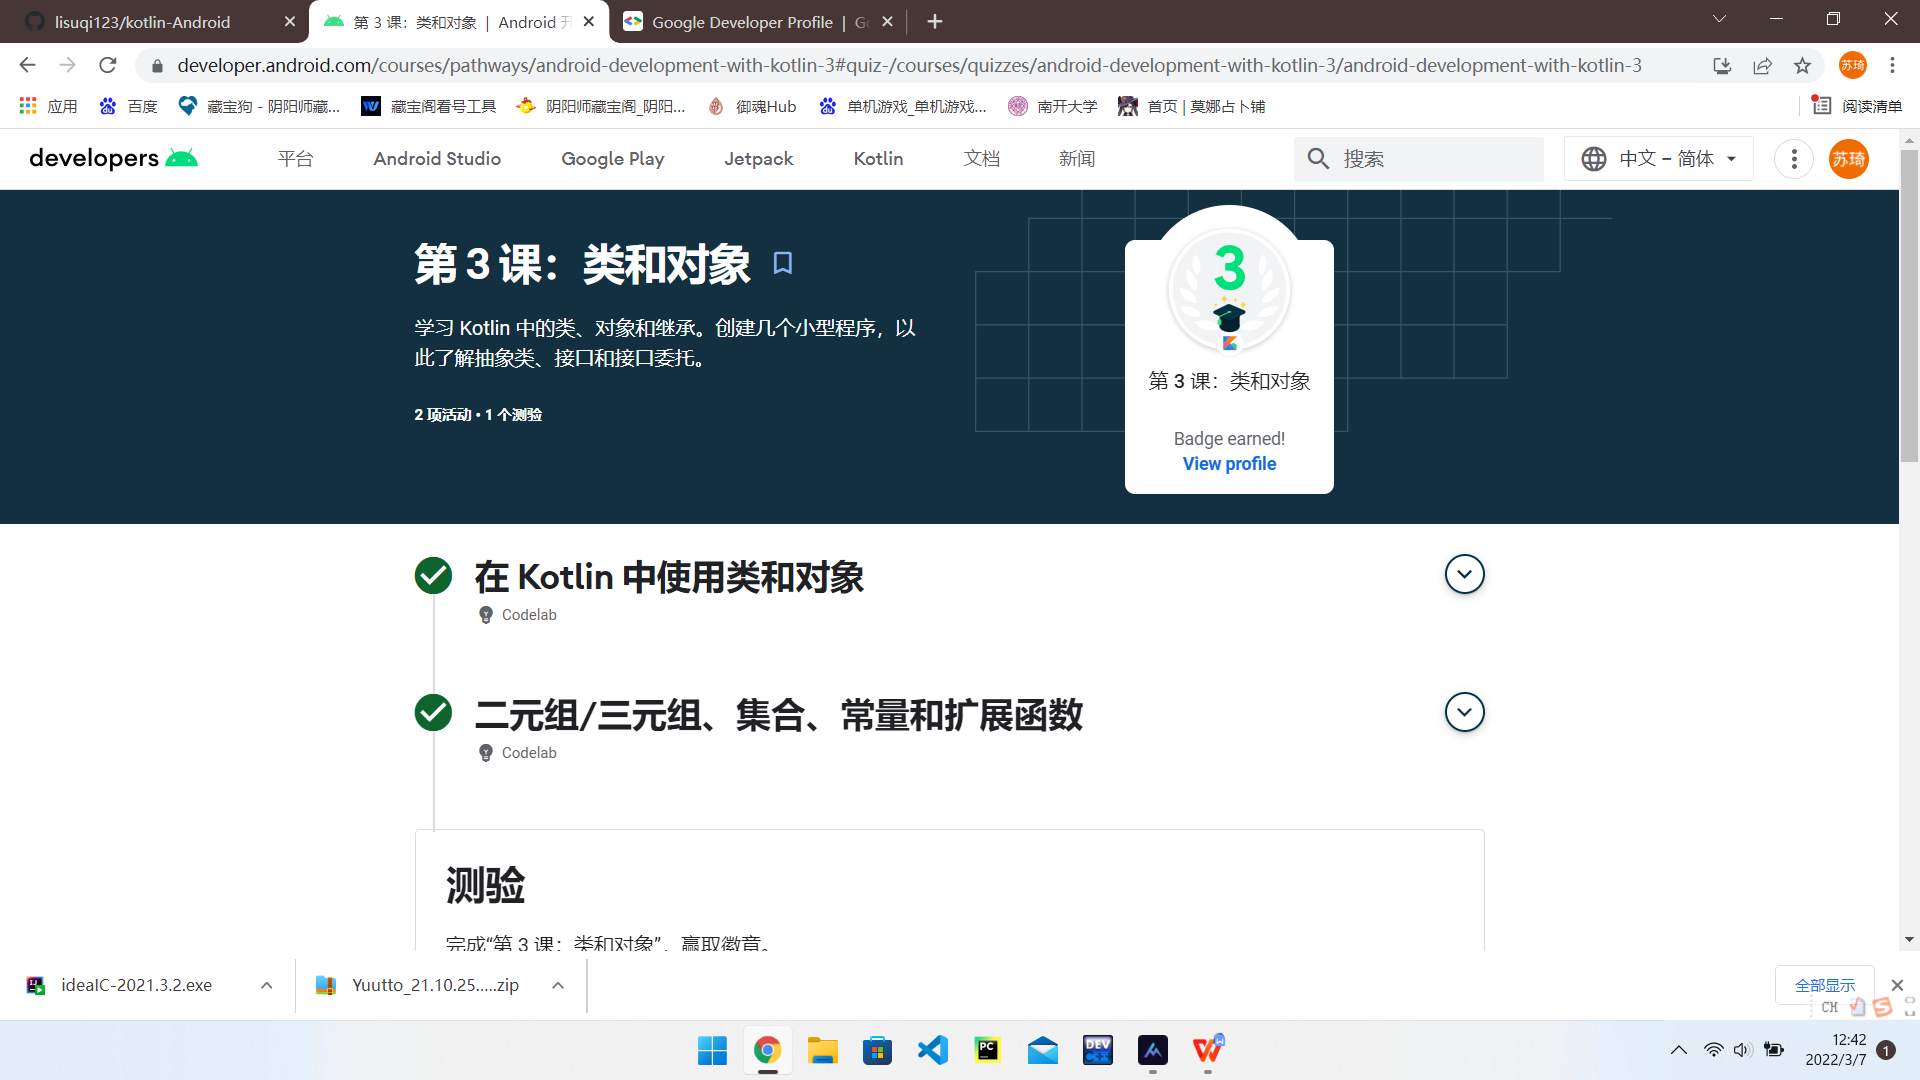 lisuqi123/kotlin-Android
第 3 课：类和对象 | Android 开
Google Developer Profile | Go
developer.android.com/courses/pathways/android-development-with-kotlin-3#quiz-/courses/quizzes/android-development-with-kotlin-3/android-development-with-kotlin-3
苏琦
应用
百度
藏宝狗 - 阴阳师藏...
藏宝阁看号工具
阴阳师藏宝阁_阴阳...
御魂Hub
单机游戏_单机游戏...
南开大学
首页 | 莫娜占卜铺
阅读清单
developers
平台
Android Studio
Google Play
Jetpack
Kotlin
文档
新闻
搜索
中文 – 简体
苏琦
第 3 课：类和对象
学习 Kotlin 中的类、对象和继承。创建几个小型程序，以
此了解抽象类、接口和接口委托。
2 项活动 • 1 个测验
3
第 3 课：类和对象
Badge earned!
View profile
在 Kotlin 中使用类和对象
Codelab
二元组/三元组、集合、常量和扩展函数
Codelab
测验
完成“第 3 课：类和对象”，赢取徽章。
ideaIC-2021.3.2.exe
Yuutto_21.10.25.....zip
全部显示
CH
PC
DEV
C++
12:42
2022/3/7
1